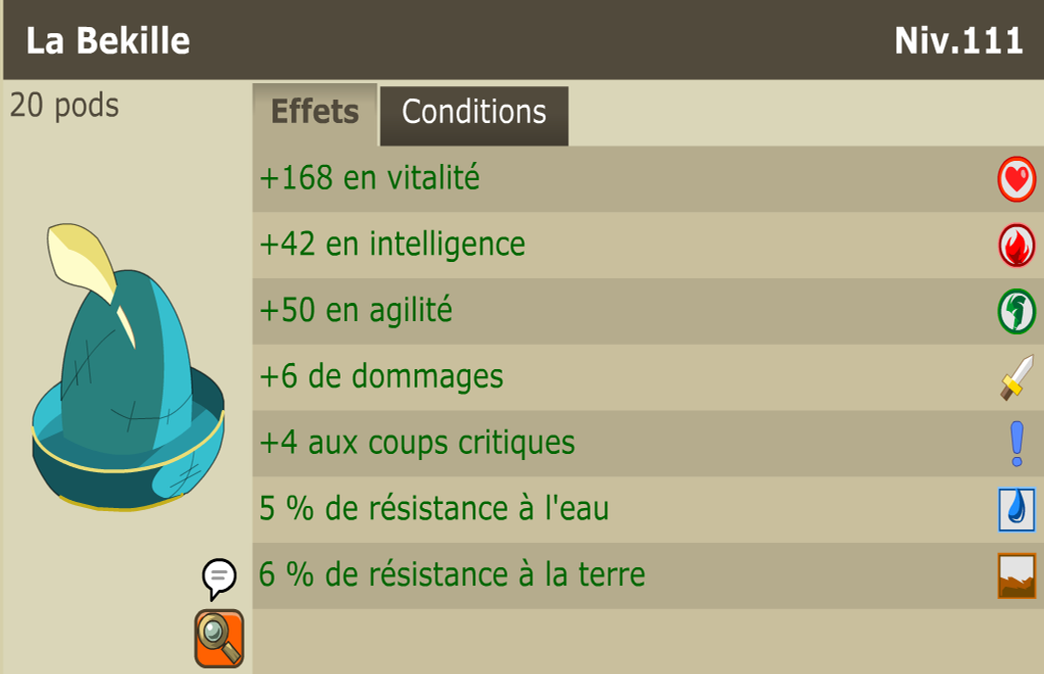 La Bekille
Niv.111
20 pods
Effets
Conditions
+168 en vitalité
+42 en intelligence
+50 en agilité
+6 de dommages
+4 aux coups critiques
5 % de résistance à l'eau
6 % de résistance à la terre